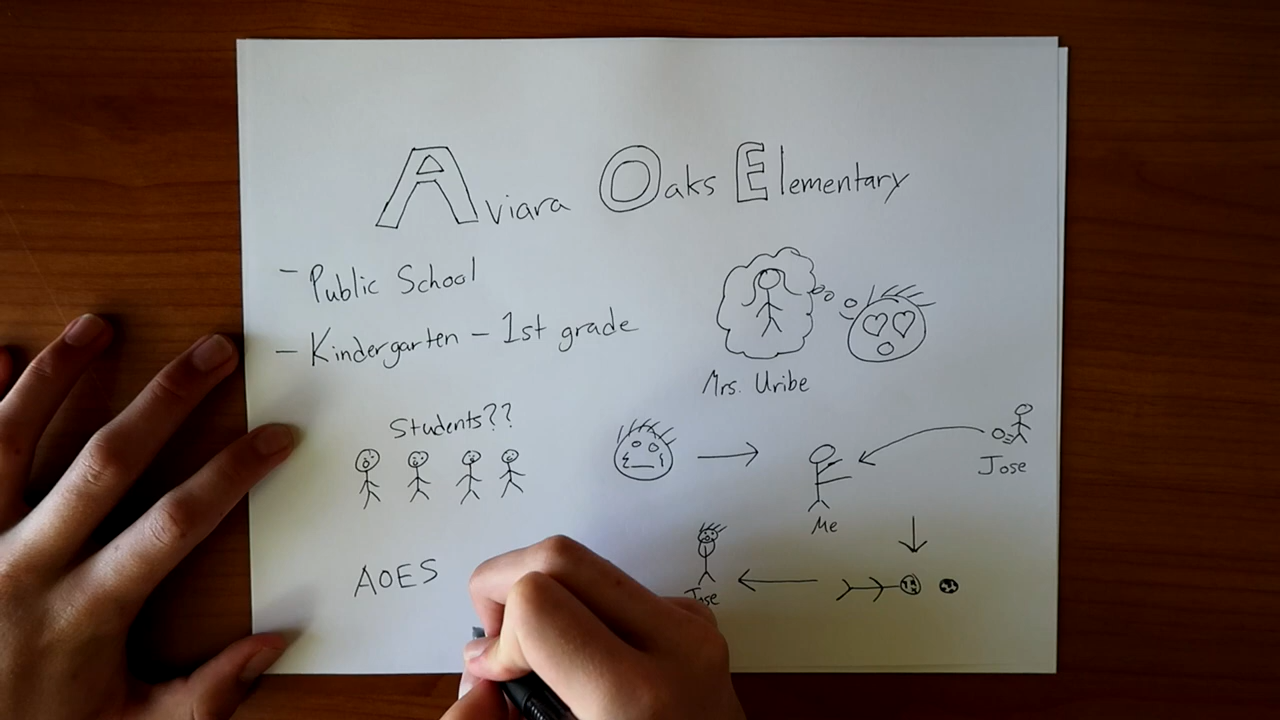 Aviara Oaks Elementary
- Public School
- Kindergarten - 1st grade
Mrs. Uribe
Students??
Jose
Me
AOES
Jose